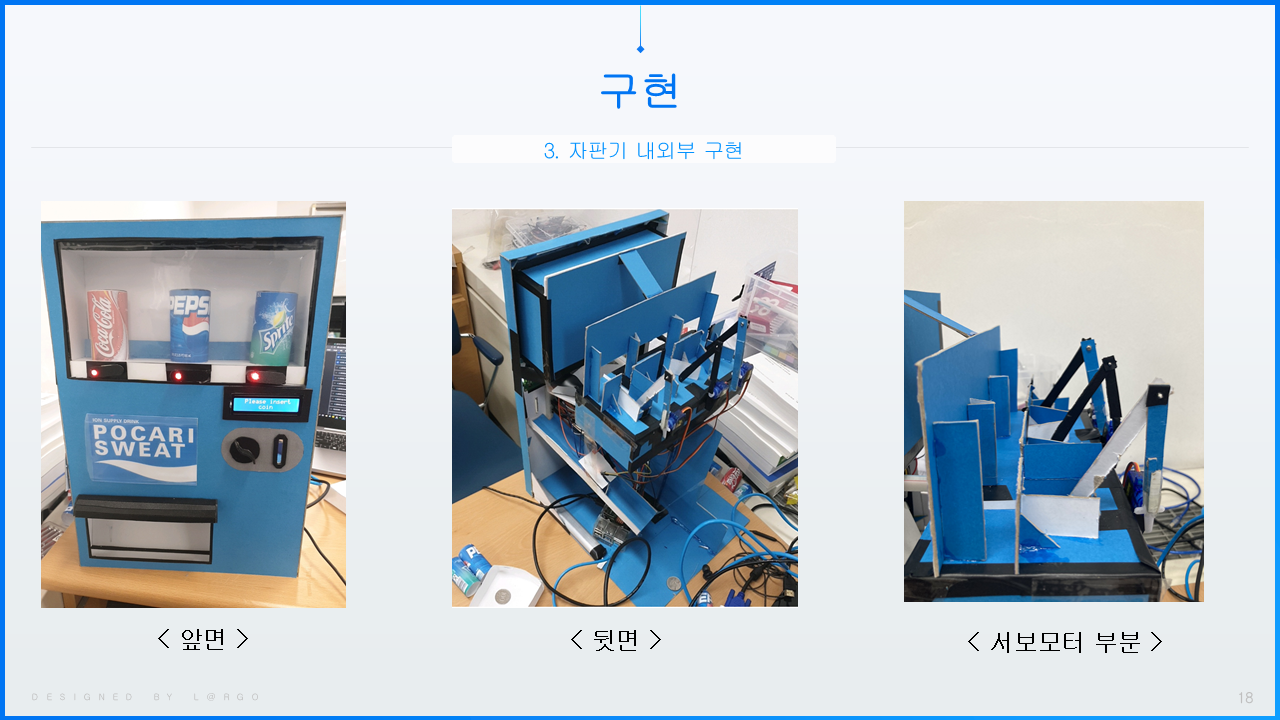 구현
3. 자판기 내외부 구현
Coca-Cola
PEPSI
Sprite
Please insert
coin
ION SUPPLY DRINK
POCARI
SWEAT
< 앞면 >
< 뒷면 >
< 서보모터 부분 >
DESIGNED BY L@RGO
18